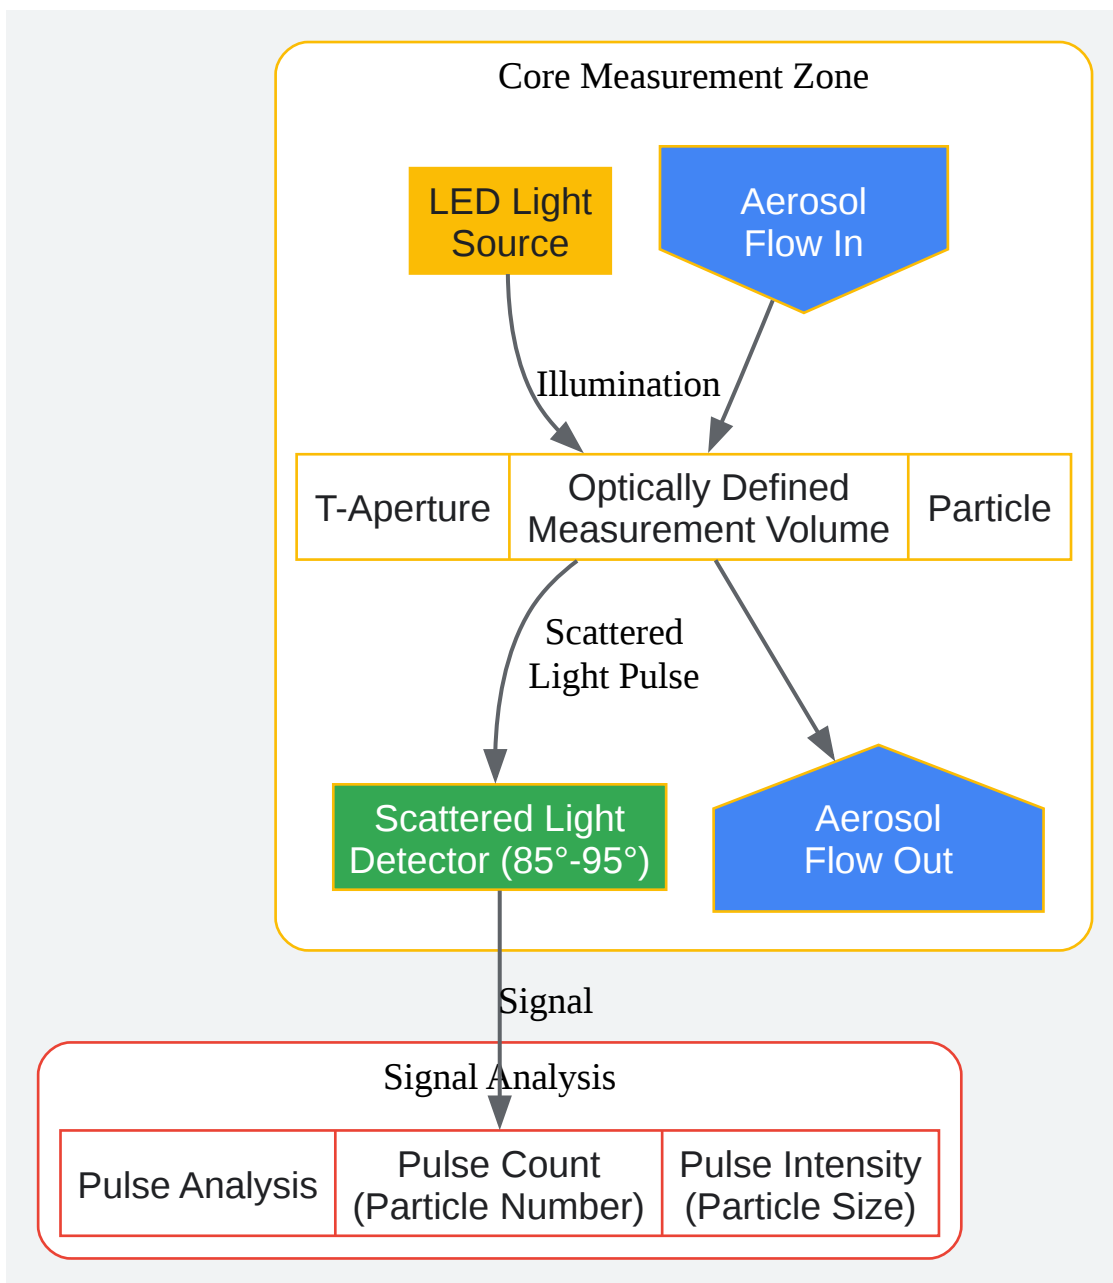 Core Measurement Zone
LED Light
Source
Aerosol
Flow In
Illumination
T-Aperture
Optically Defined
Measurement Volume
Particle
Scattered
Light Pulse
Scattered Light
Detector (85°-95°)
Aerosol
Flow Out
Signal
Signal Analysis
Pulse Analysis
Pulse Count
(Particle Number)
Pulse Intensity
(Particle Size)